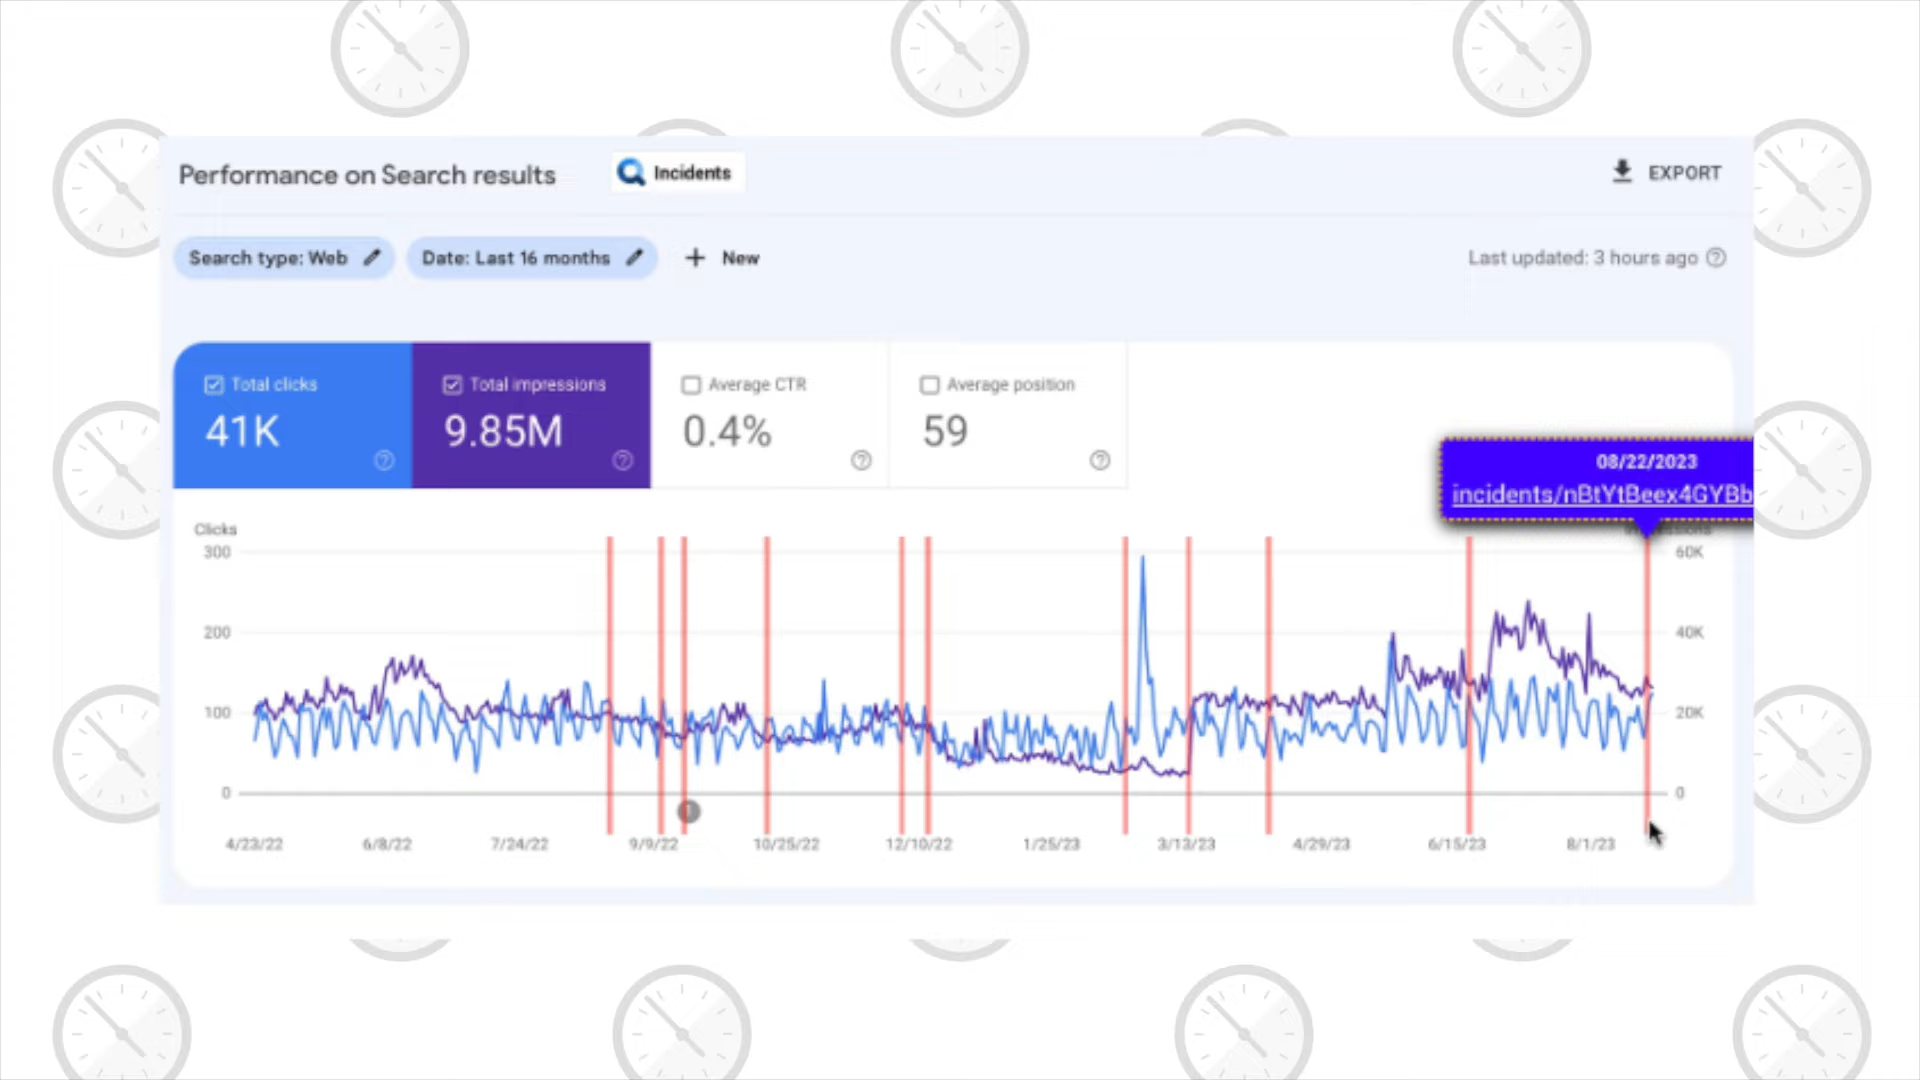 Performance on Search results
Incidents
EXPORT
Search type: Web
Date: Last 16 months
+ New
Last updated: 3 hours ago
Total clicks
41K
Total impressions
9.85M
Average CTR
0.4%
Average position
59
08/22/2023
incidents/nBtYtBeex4GYBb
Clicks
300
60K
200
40K
100
20K
0
0
4/23/22
6/8/22
7/24/22
9/9/22
10/25/22
12/10/22
1/25/23
3/13/23
4/29/23
6/15/23
8/1/23